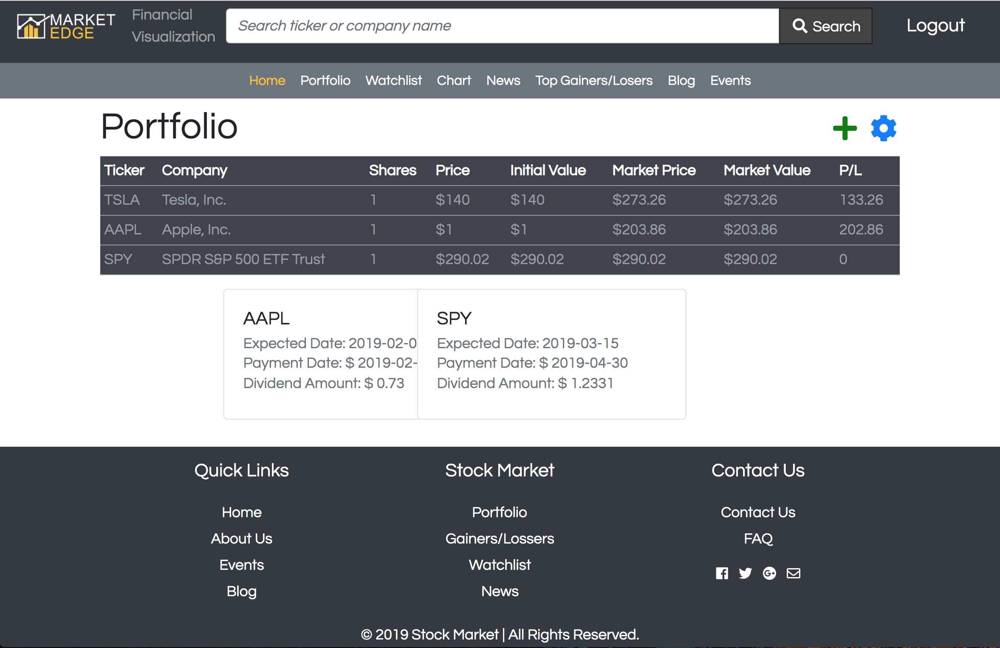 MARKET
EDGE
Financial
Visualization
Search ticker or company name
Search
Logout
Home Portfolio Watchlist Chart News Top Gainers/Losers Blog Events
Portfolio
Ticker Company Shares Price Initial Value Market Price Market Value P/L
TSLA Tesla, Inc. 1 $140 $140 $273.26 $273.26 133.26
AAPL Apple, Inc. 1 $1 $1 $203.86 $203.86 202.86
SPY SPDR S&P 500 ETF Trust 1 $290.02 $290.02 $290.02 $290.02 0
AAPL
Expected Date: 2019-02-0
Payment Date: $ 2019-02-
Dividend Amount: $ 0.73
SPY
Expected Date: 2019-03-15
Payment Date: $ 2019-04-30
Dividend Amount: $ 1.2331
Quick Links
Home
About Us
Events
Blog
Stock Market
Portfolio
Gainers/Lossers
Watchlist
News
Contact Us
Contact Us
FAQ
© 2019 Stock Market | All Rights Reserved.